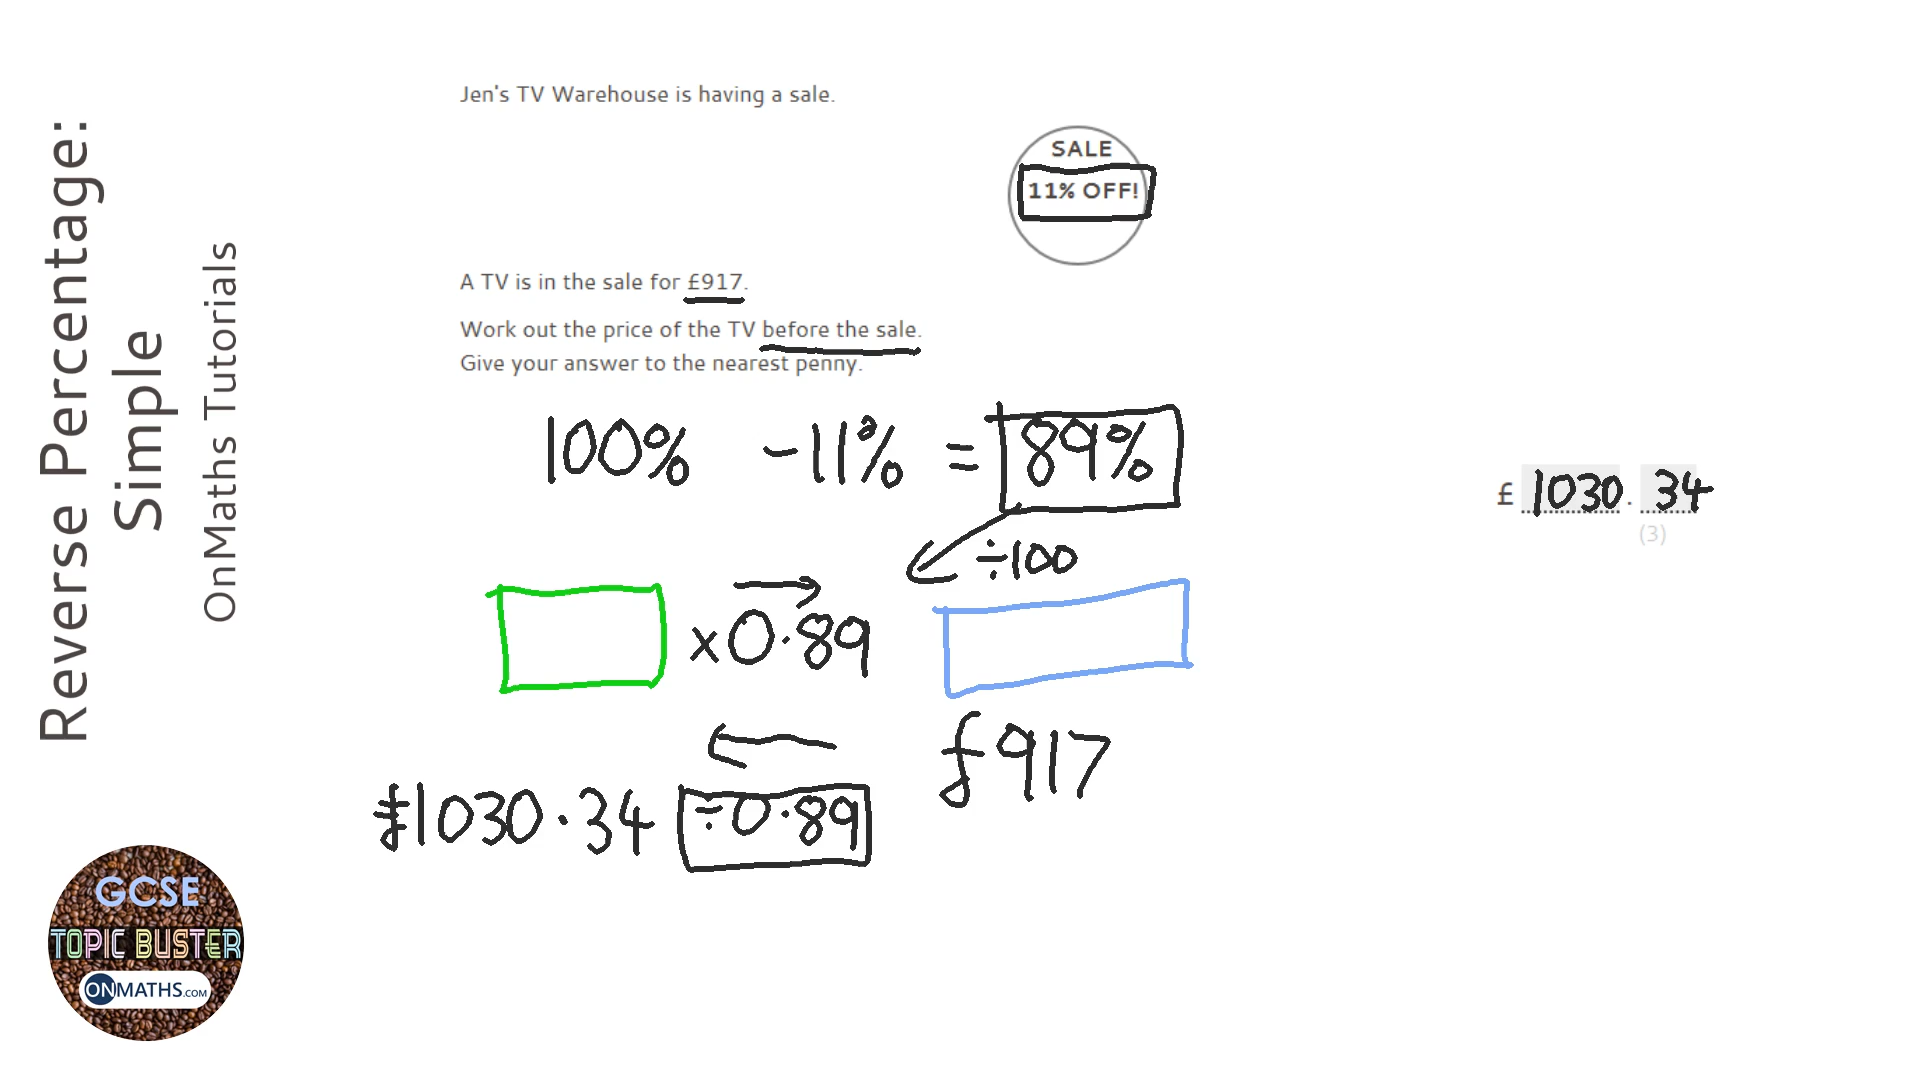 Reverse Percentage:
Simple
OnMaths Tutorials
Jen's TV Warehouse is having a sale.
SALE
11% OFF!
A TV is in the sale for £917.
Work out the price of the TV before the sale.
Give your answer to the nearest penny.
100% -11% = 89%
÷100
×0.89
£917
£1030.34 ÷0.89
£ 1030 . 34
(3)
GCSE
TOPIC BUSTER
ONMATHS.COM